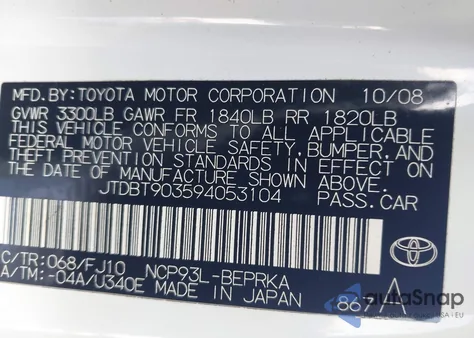 MFD. BY: TOYOTA MOTOR CORPORATION 10/08
GVWR 3300LB GAWR FR 1840LB RR 1820LB
THIS VEHICLE CONFORMS TO ALL APPLICABLE
FEDERAL MOTOR VEHICLE SAFETY, BUMPER, AND
THEFT PREVENTION STANDARDS IN EFFECT ON
THE DATE OF MANUFACTURE SHOWN ABOVE.
JTDBT903594053104 PASS. CAR
C/TR: 068/FJ10 NCP93L-BEPRKA
A/TM: -04A/U340E MADE IN JAPAN
TOYOTA
autoSnap